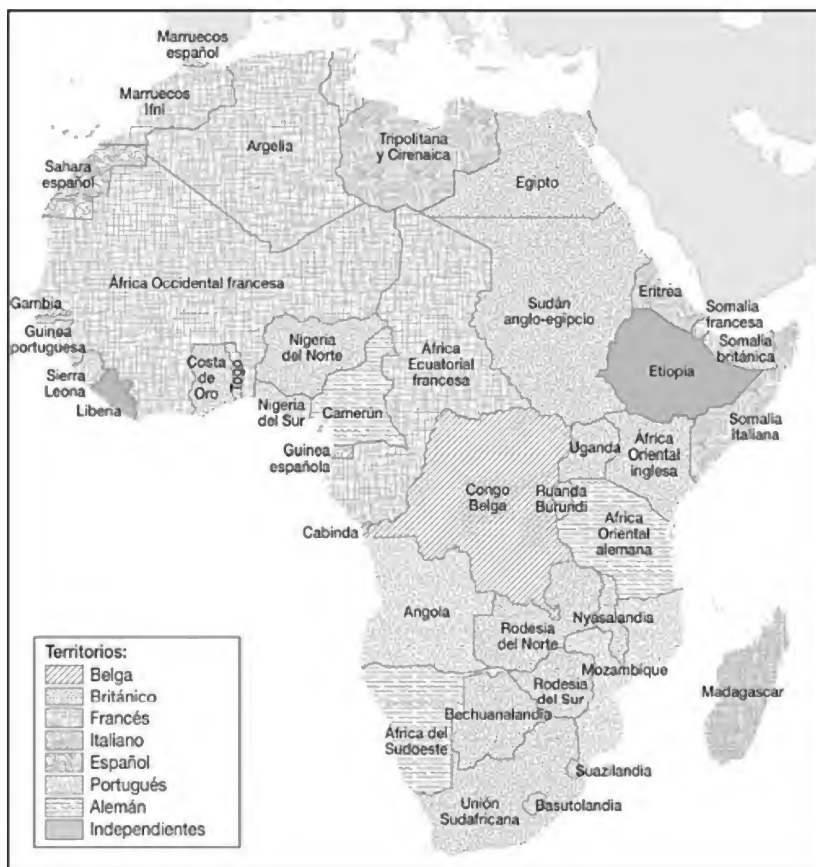 Marruecos
español
Marruecos
Ifni
Argelia
Tripolitana
y Cirenaica
Egipto
Sahara
español
África Occidental francesa
Gambia
Guinea
portuguesa
Sierra
Leona
Liberia
Costa
de
Oro
Togo
Nigeria
del Norte
Nigeria
del Sur
Camerún
África
Ecuatorial
francesa
Sudán
anglo-egipcio
Eritrea
Somalia
francesa
Somalia
británica
Etiopía
Somalia
Italiana
Guinea
española
Uganda
África
Oriental
inglesa
Congo
Belga
Ruanda
Burundi
Africa
Oriental
alemana
Cabinda
Angola
Nyasalandia
Rodesia
del Norte
Mozambique
Rodesia
del Sur
Madagascar
Bechuanalandia
África del
Sudoeste
Suazilandia
Unión
Sudafricana
Basutolandia
Territorios:
Belga
Británico
Francés
Italiano
Español
Portugués
Alemán
Independientes